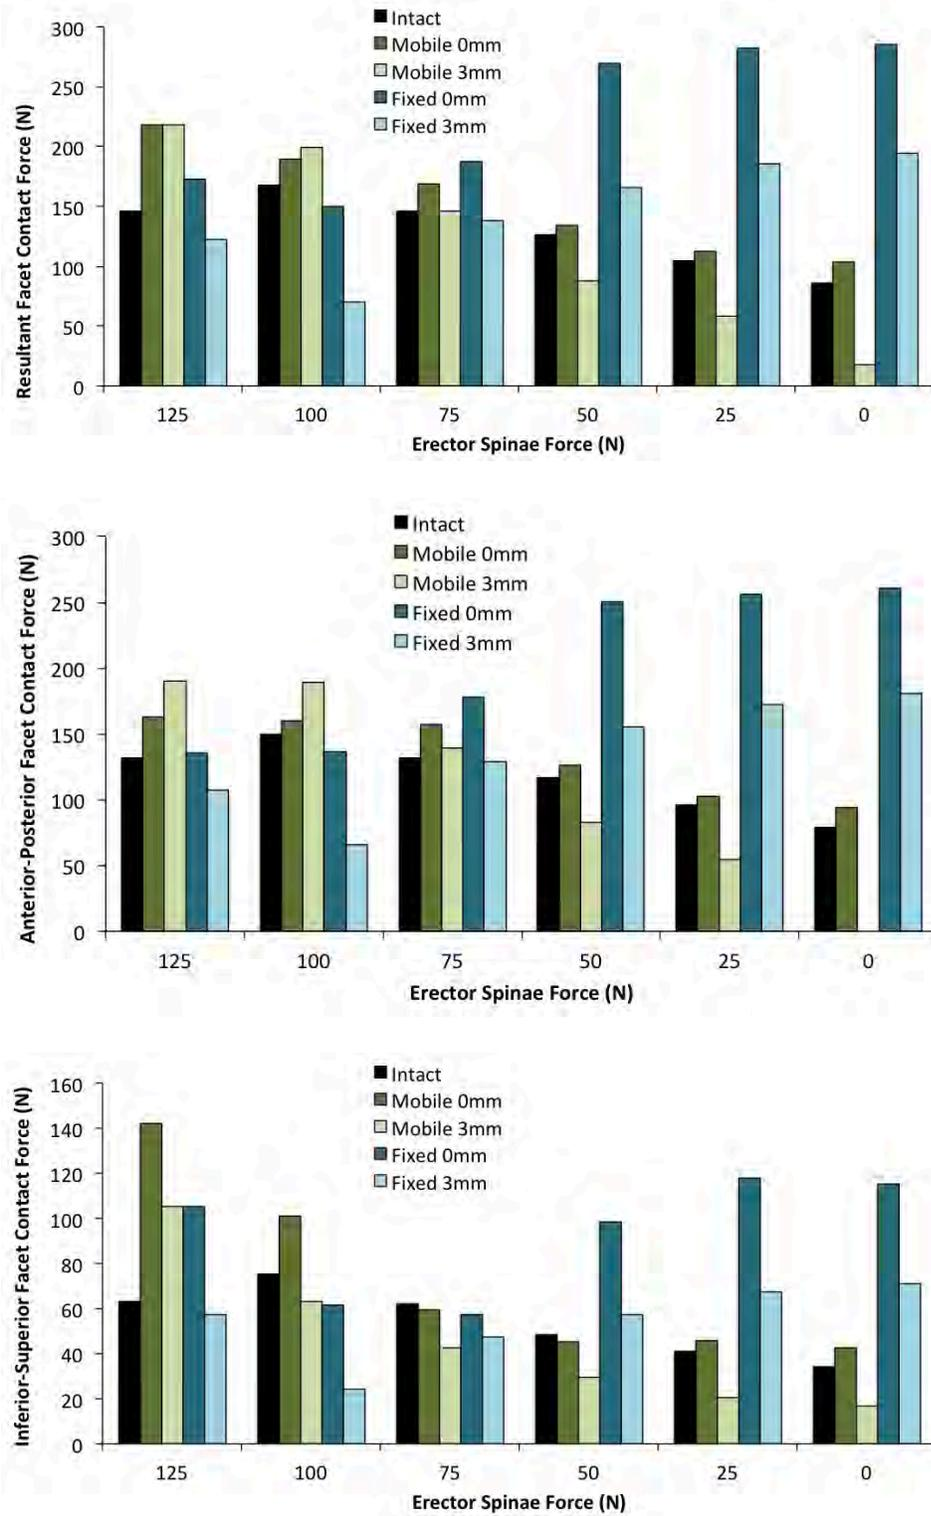 Resultant Facet Contact Force (N)
300
250
200
150
100
50
0
Intact
Mobile 0mm
Mobile 3mm
Fixed 0mm
Fixed 3mm
125 100 75 50 25 0
Erector Spinae Force (N)
Anterior-Posterior Facet Contact Force (N)
300
250
200
150
100
50
0
Intact
Mobile 0mm
Mobile 3mm
Fixed 0mm
Fixed 3mm
125 100 75 50 25 0
Erector Spinae Force (N)
Inferior-Superior Facet Contact Force (N)
160
140
120
100
80
60
40
20
0
Intact
Mobile 0mm
Mobile 3mm
Fixed 0mm
Fixed 3mm
125 100 75 50 25 0
Erector Spinae Force (N)